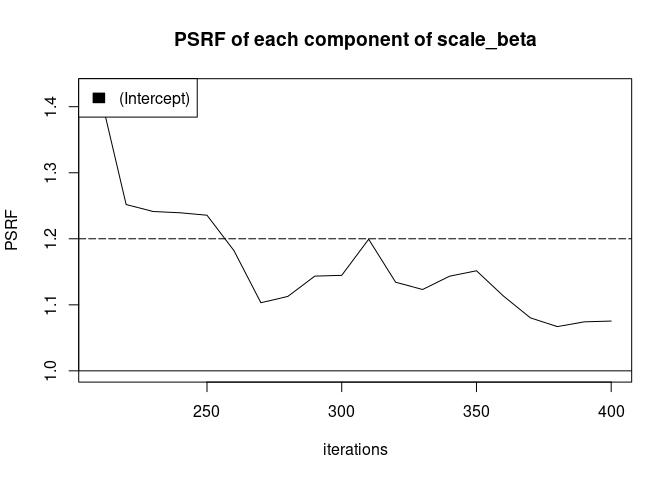 PSRF of each component of scale_beta
(Intercept)
1.4
1.3
1.2
1.1
1.0
PSRF
250 300 350 400
iterations